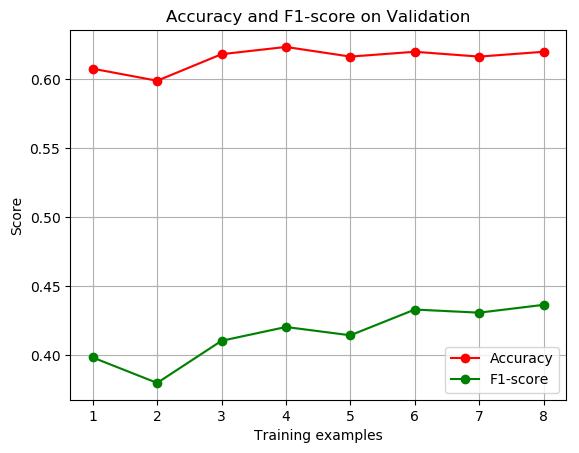 Accuracy and F1-score on Validation
Score
0.60
0.55
0.50
0.45
0.40
Accuracy
F1-score
1 2 3 4 5 6 7 8
Training examples